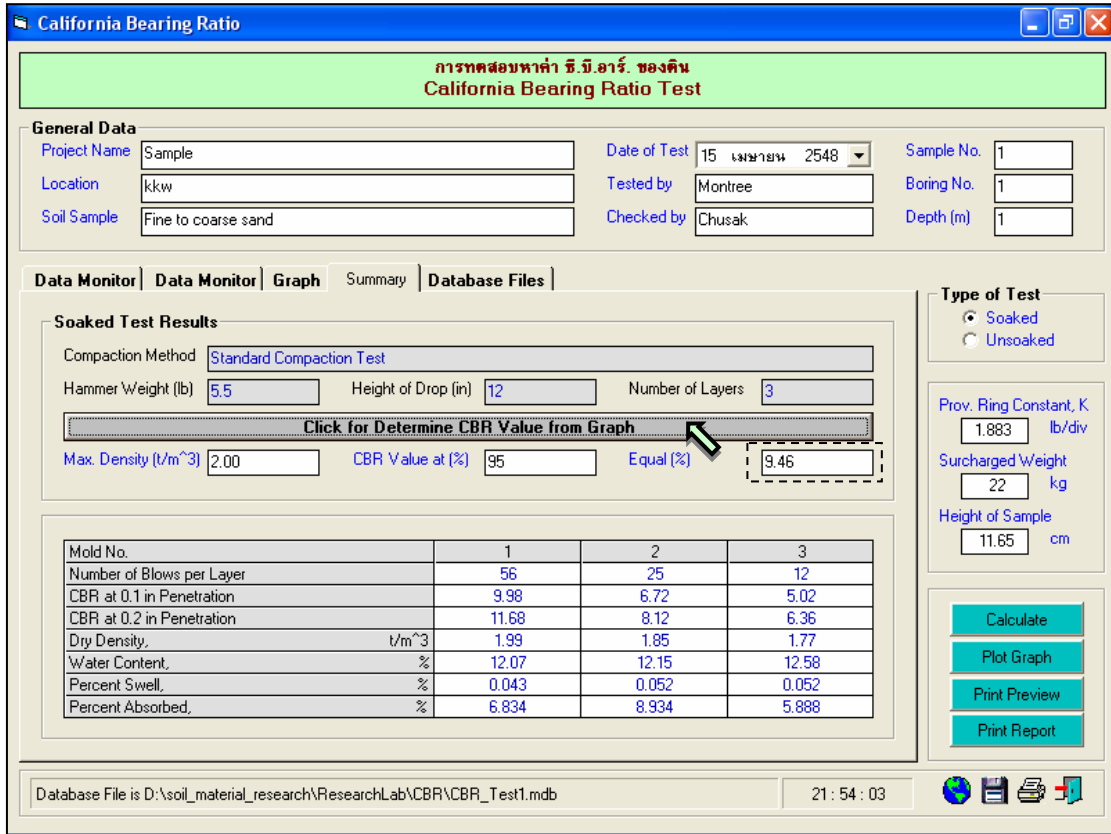 California Bearing Ratio
การทดสอบหาค่า ซี.บี.อาร์. ของดิน
California Bearing Ratio Test
General Data
Project Name Sample Date of Test 15 เมษายน 2548 Sample No. 1
Location kkw Tested by Montree Boring No. 1
Soil Sample Fine to coarse sand Checked by Chusak Depth (m) 1
Data Monitor Data Monitor Graph Summary Database Files
Soaked Test Results
Compaction Method Standard Compaction Test
Hammer Weight (lb) 5.5 Height of Drop (in) 12 Number of Layers 3
Click for Determine CBR Value from Graph
Max. Density (t/m^3) 2.00 CBR Value at (%) 95 Equal (%) 9.46
Mold No. 1 2 3
Number of Blows per Layer 56 25 12
CBR at 0.1 in Penetration 9.98 6.72 5.02
CBR at 0.2 in Penetration 11.68 8.12 6.36
Dry Density, t/m^3 1.99 1.85 1.77
Water Content, % 12.07 12.15 12.58
Percent Swell, % 0.043 0.052 0.052
Percent Absorbed, % 6.834 8.934 5.888
Type of Test
Soaked
Unsoaked
Prov. Ring Constant, K
1.883 lb/div
Surcharged Weight
22 kg
Height of Sample
11.65 cm
Calculate
Plot Graph
Print Preview
Print Report
Database File is D:\soil_material_research\ResearchLab\CBR\CBR_Test1.mdb 21 : 54 : 03